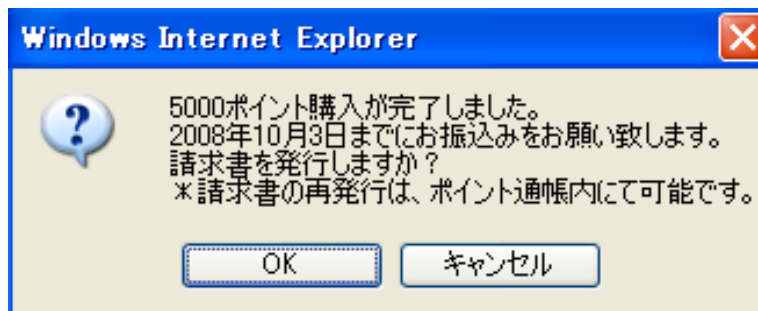 Windows Internet Explorer
5000ポイント購入が完了しました。
2008年10月3日までにお振込みをお願い致します。
請求書を発行しますか？
＊請求書の再発行は、ポイント通帳内にて可能です。
OK
キャンセル